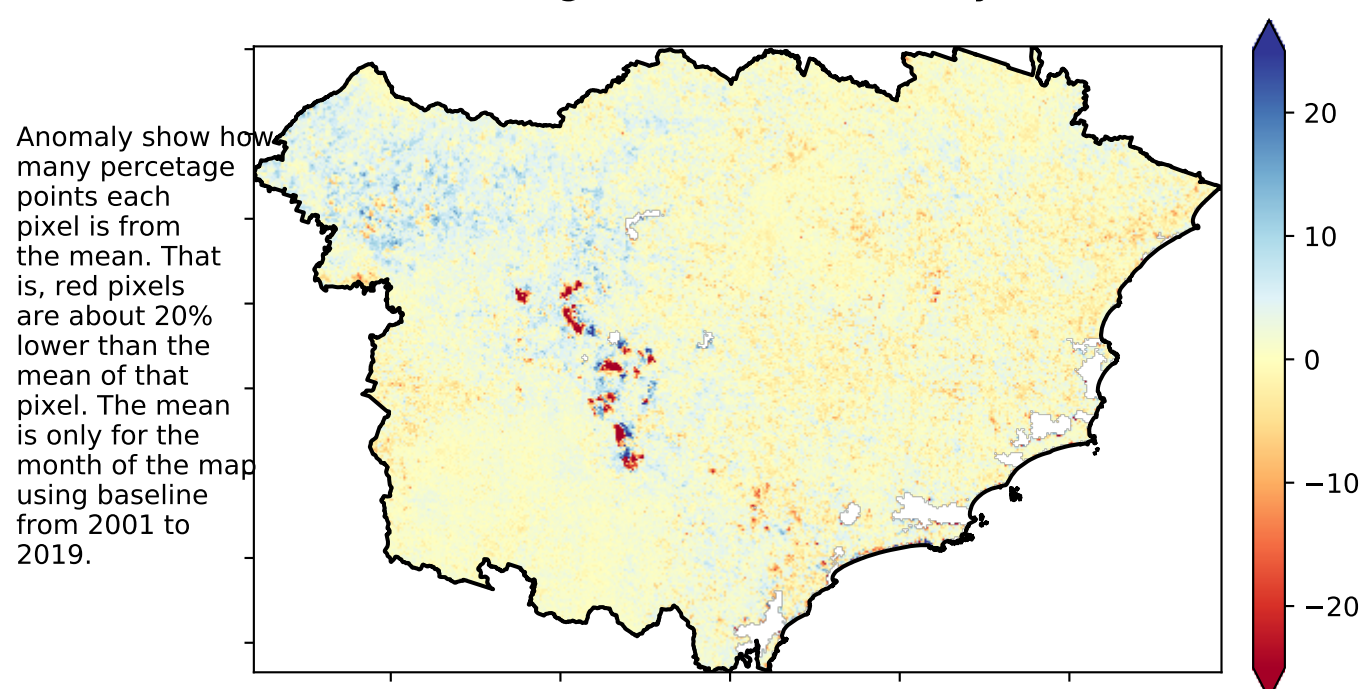 Anomaly show how
many percetage
points each
pixel is from
the mean. That
is, red pixels
are about 20%
lower than the
mean of that
pixel. The mean
is only for the
month of the map
using baseline
from 2001 to
2019.
20
10
0
−10
−20